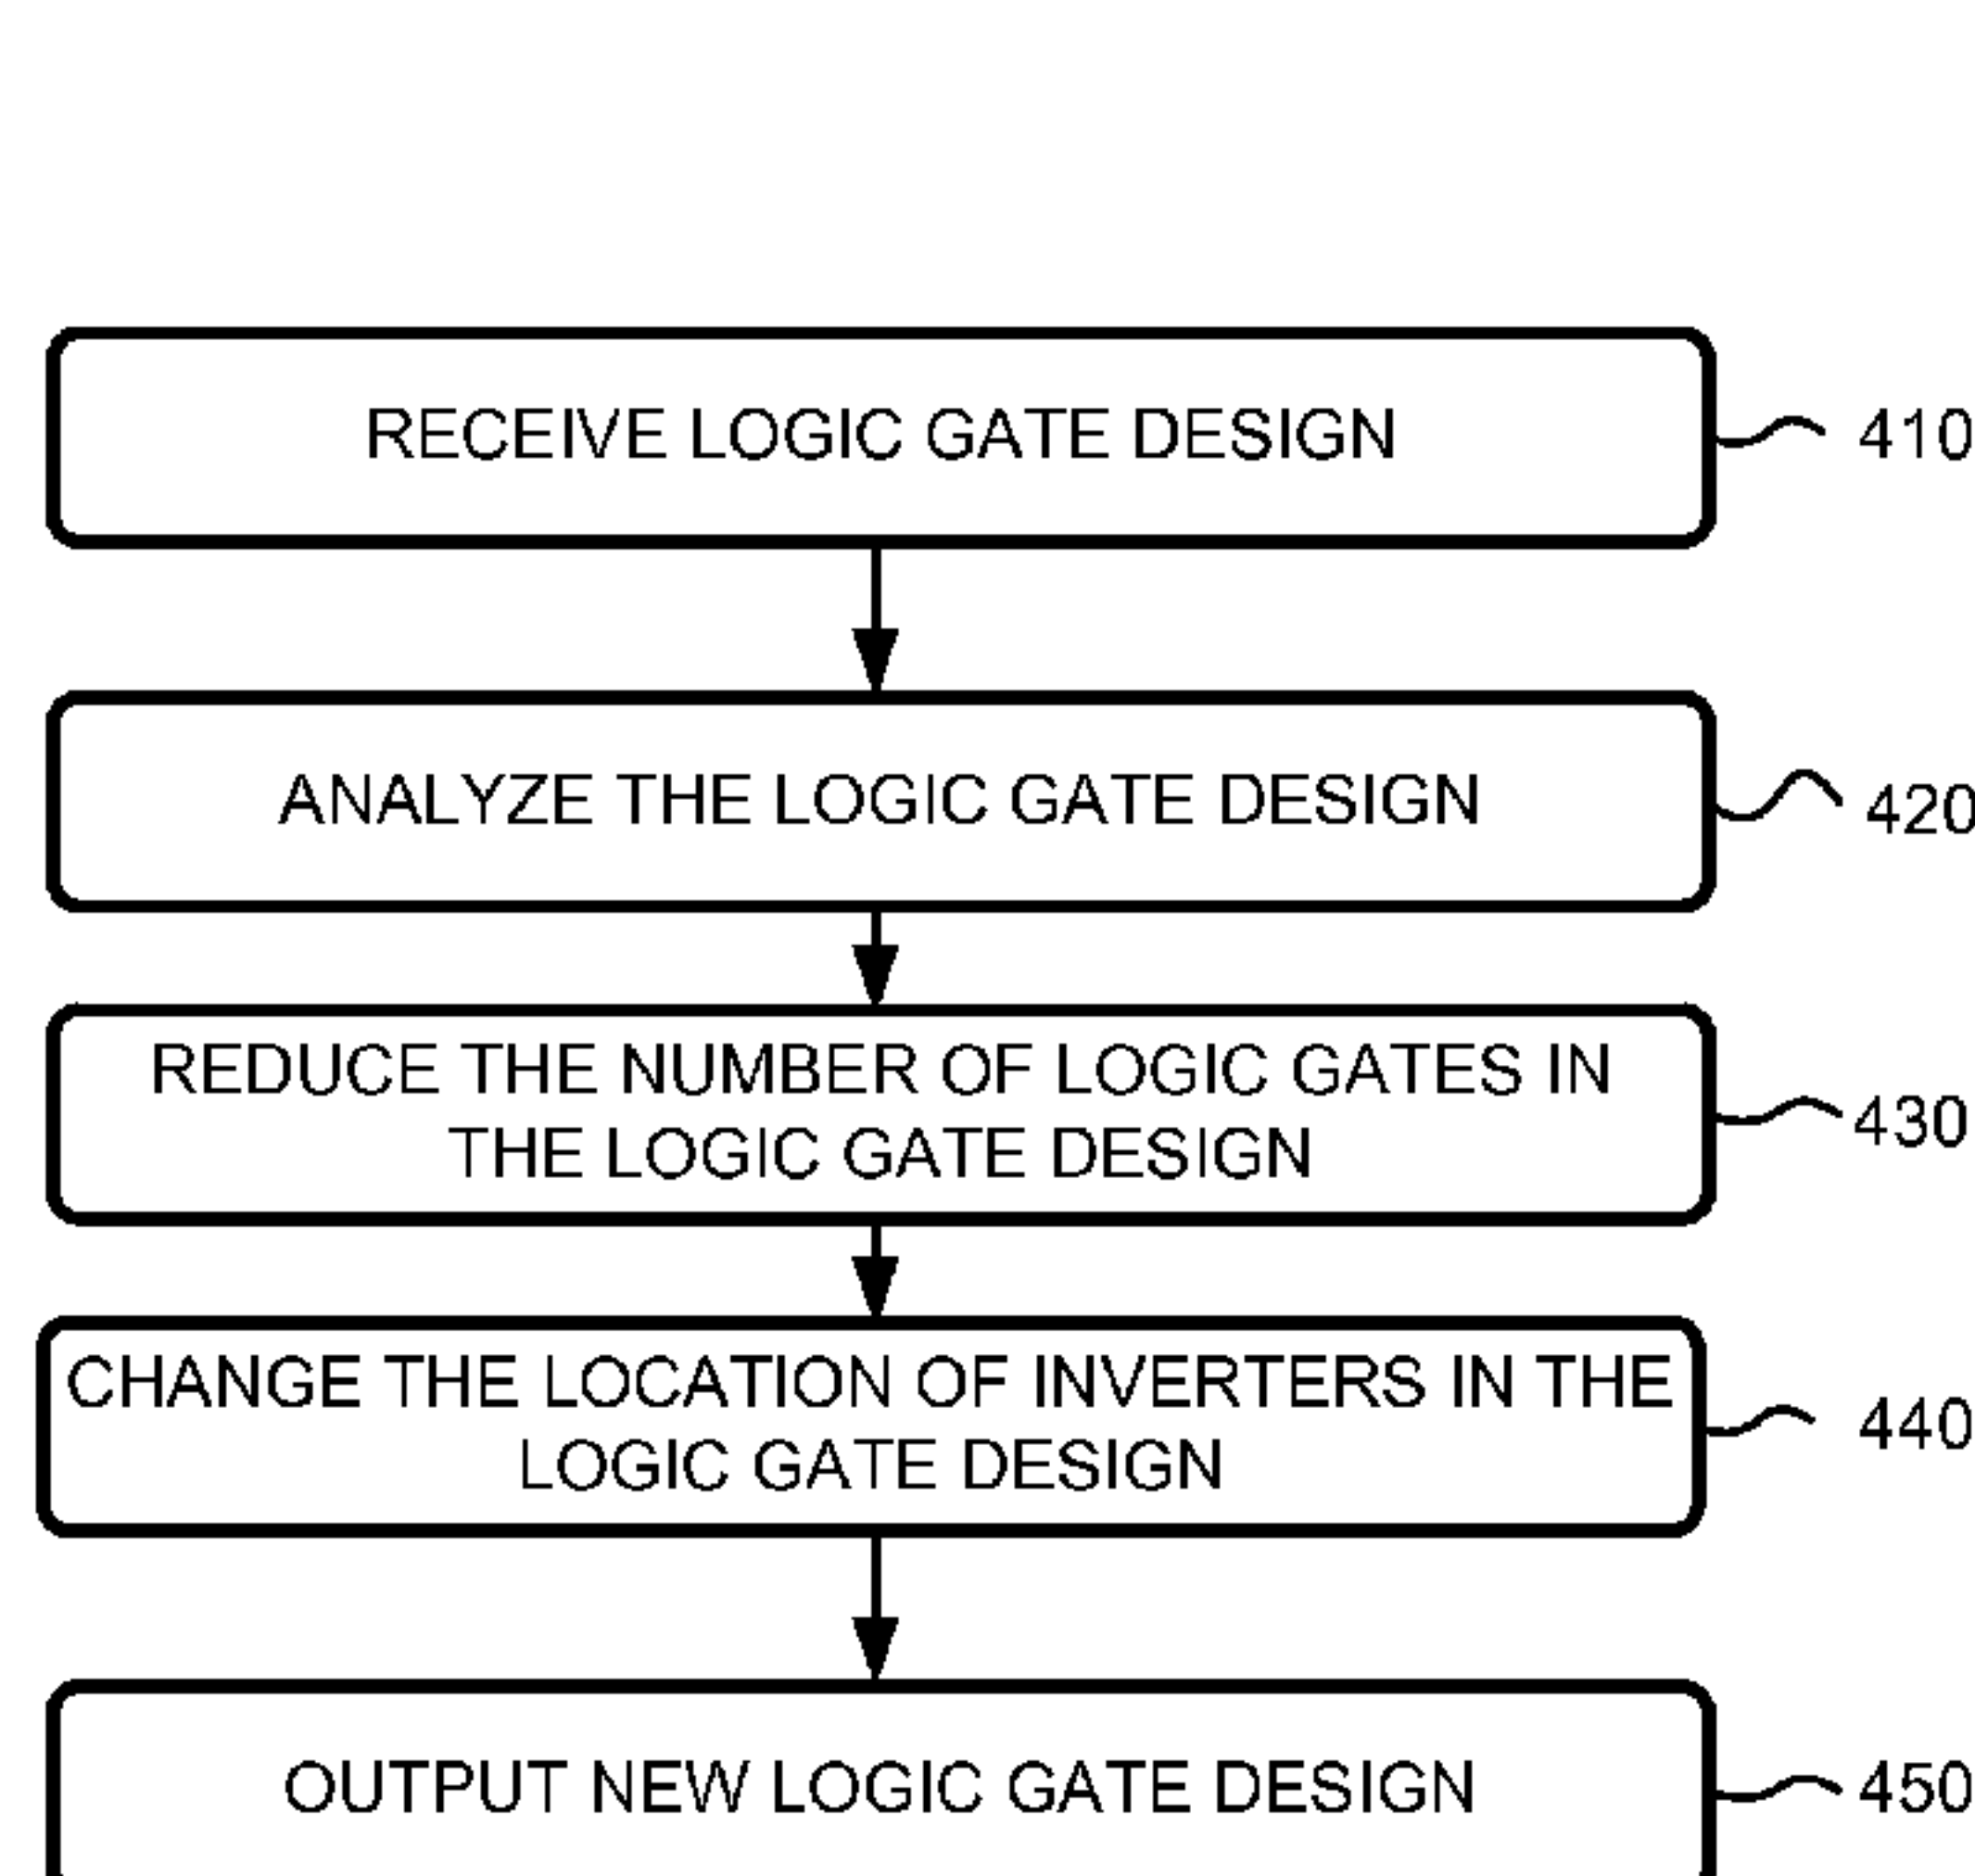 RECEIVE LOGIC GATE DESIGN
410
ANALYZE THE LOGIC GATE DESIGN
420
REDUCE THE NUMBER OF LOGIC GATES IN
THE LOGIC GATE DESIGN
430
CHANGE THE LOCATION OF INVERTERS IN THE
LOGIC GATE DESIGN
440
OUTPUT NEW LOGIC GATE DESIGN
450